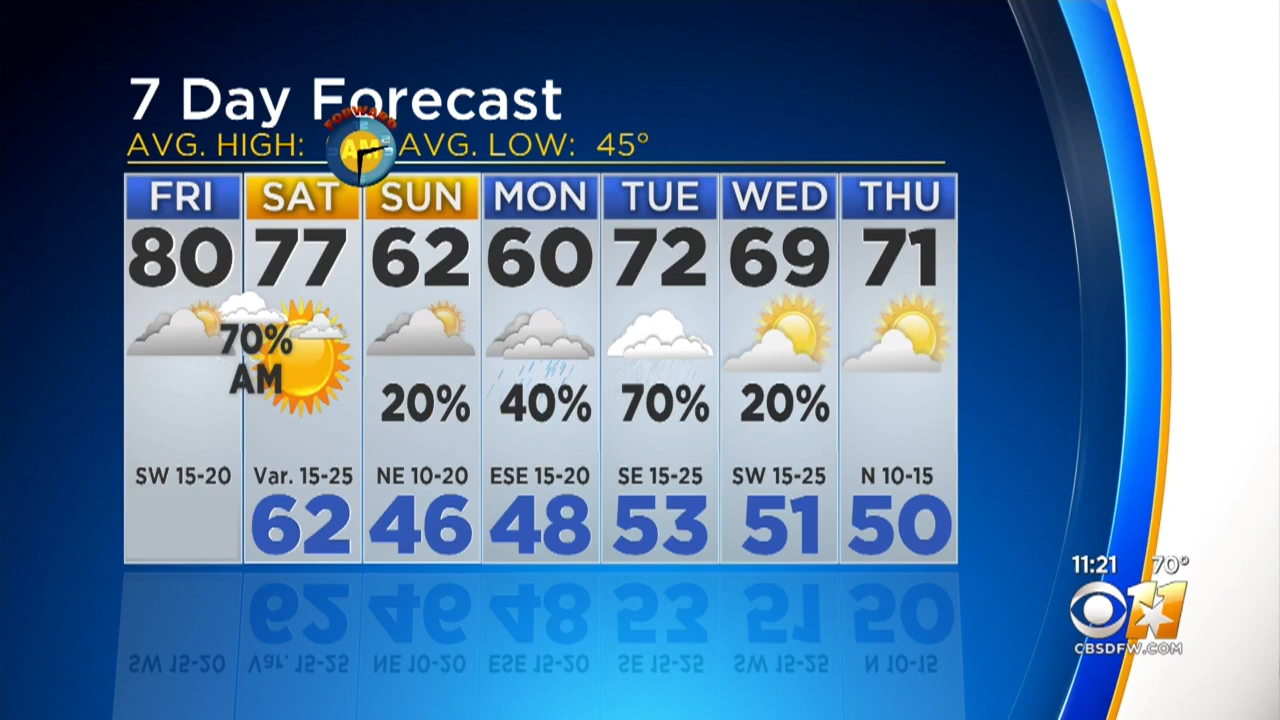 7 Day Forecast
AVG. HIGH: AVG. LOW: 45°
FORWARD
AM
FRI SAT SUN MON TUE WED THU
80 77 62 60 72 69 71
70%
AM
20% 40% 70% 20%
SW 15-20 Var. 15-25 NE 10-20 ESE 15-20 SE 15-25 SW 15-25 N 10-15
62 46 48 53 51 50
11:21 70°
11
CBSDFW.COM